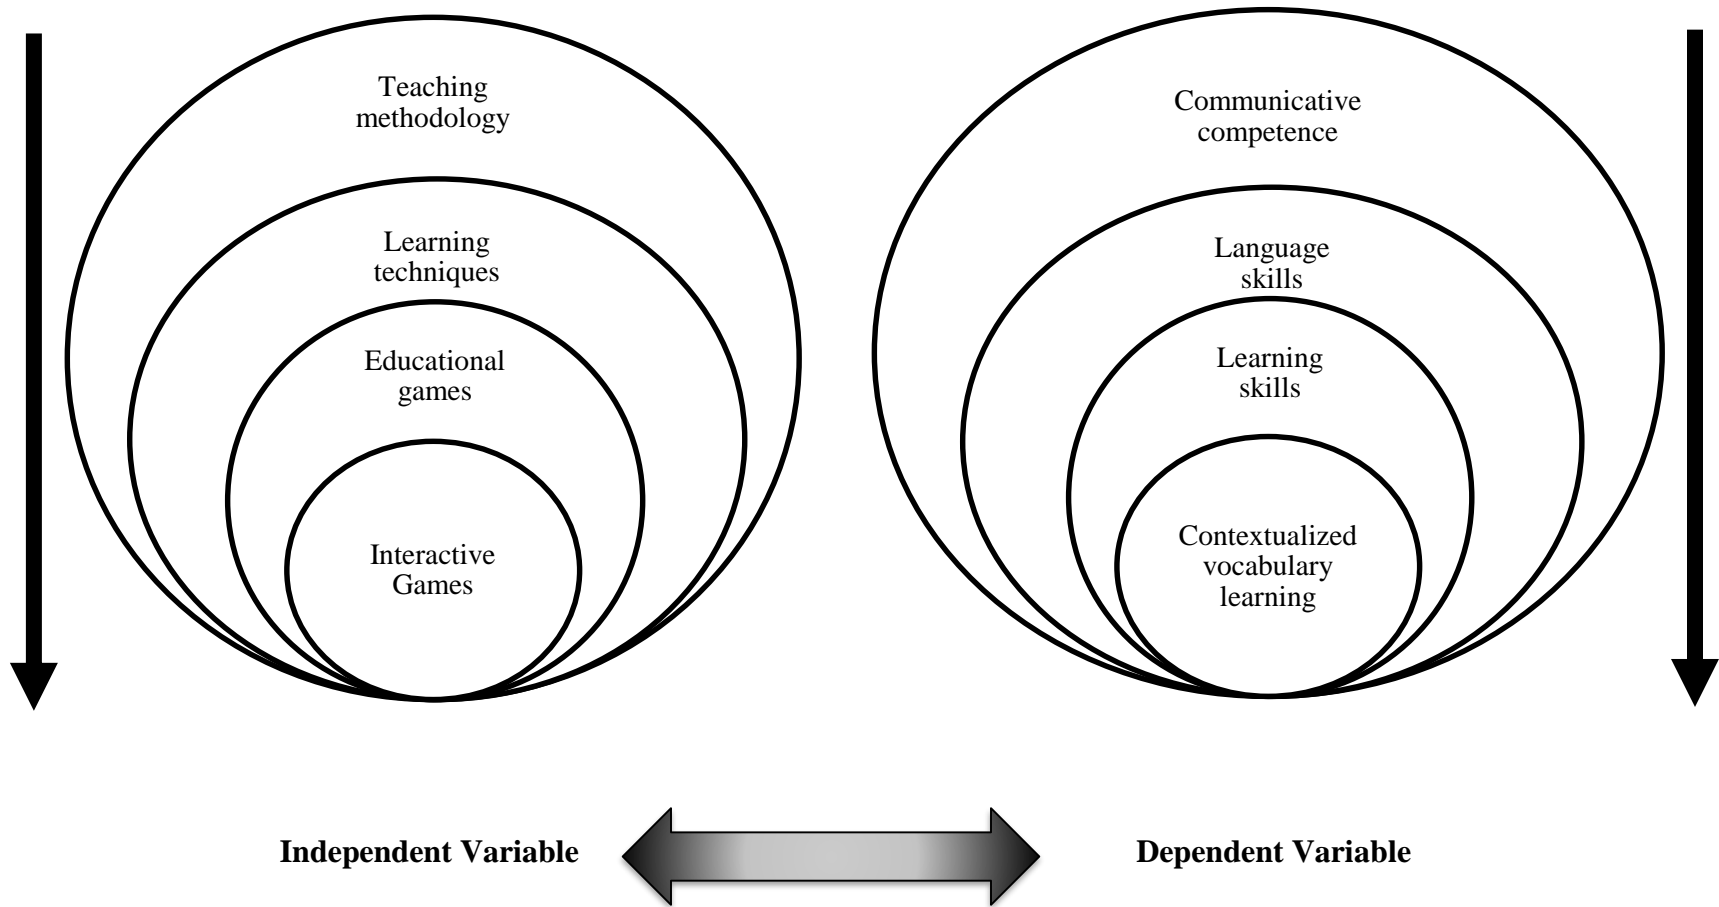 Teaching
methodology
Learning
techniques
Educational
games
Interactive
Games
Communicative
competence
Language
skills
Learning
skills
Contextualized
vocabulary
learning
Independent Variable
Dependent Variable